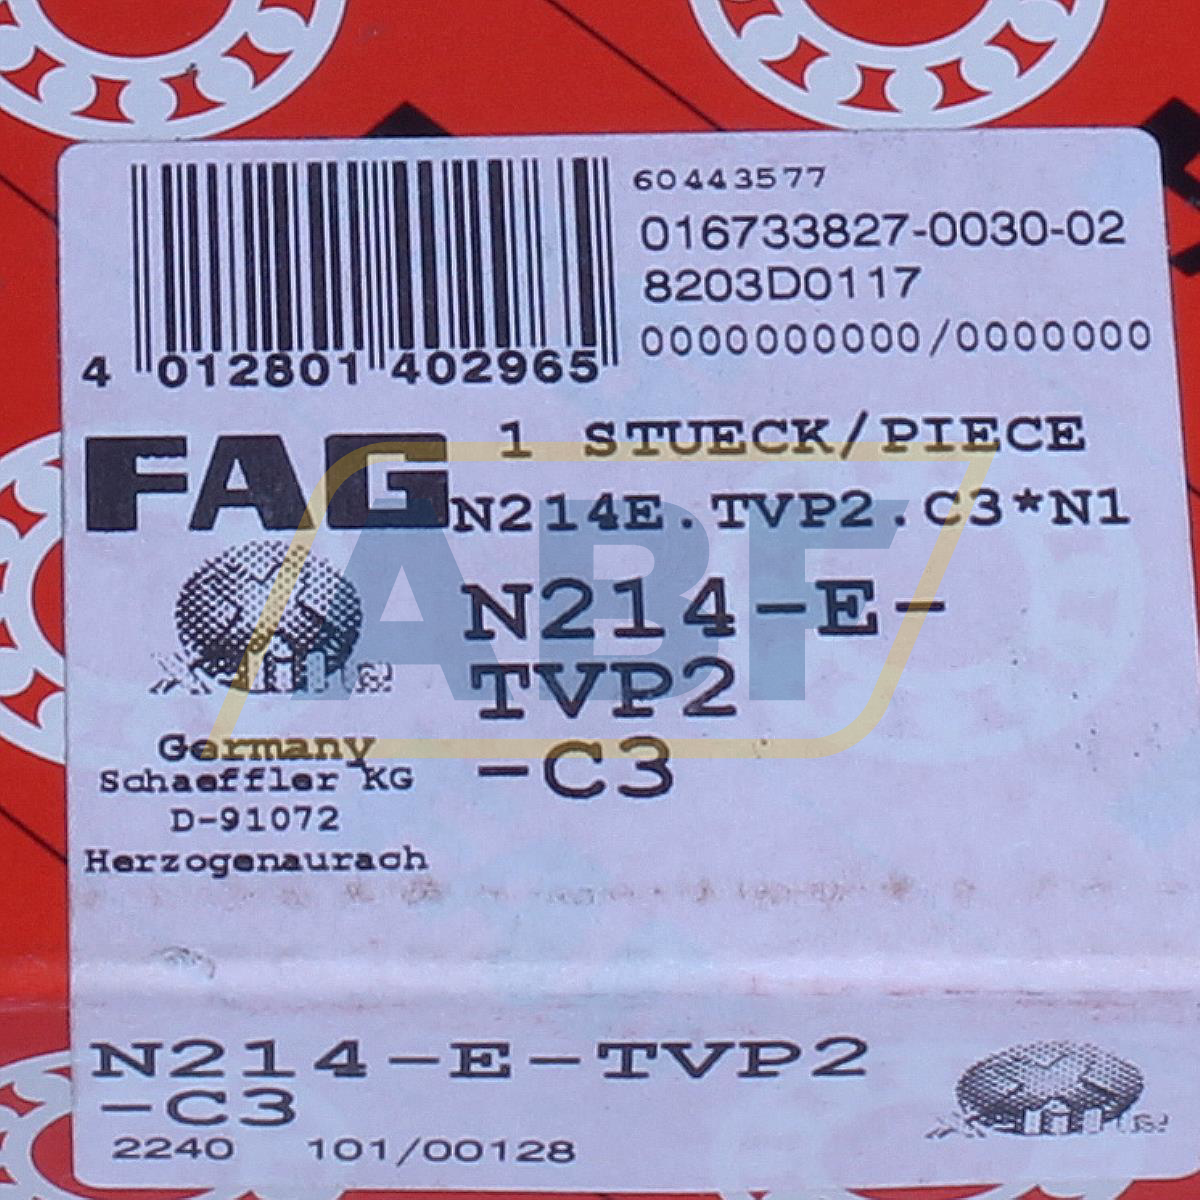 60443577
016733827-0030-02
8203D0117
0000000000/0000000
4 012801 402965
FAG
1 STUECK/PIECE
N214E.TVP2.C3*N1
ABF
N214-E-
TVP2
-C3
Germany
Schaeffler KG
D-91072
Herzogenaurach
N214-E-TVP2
-C3
2240 101/00128